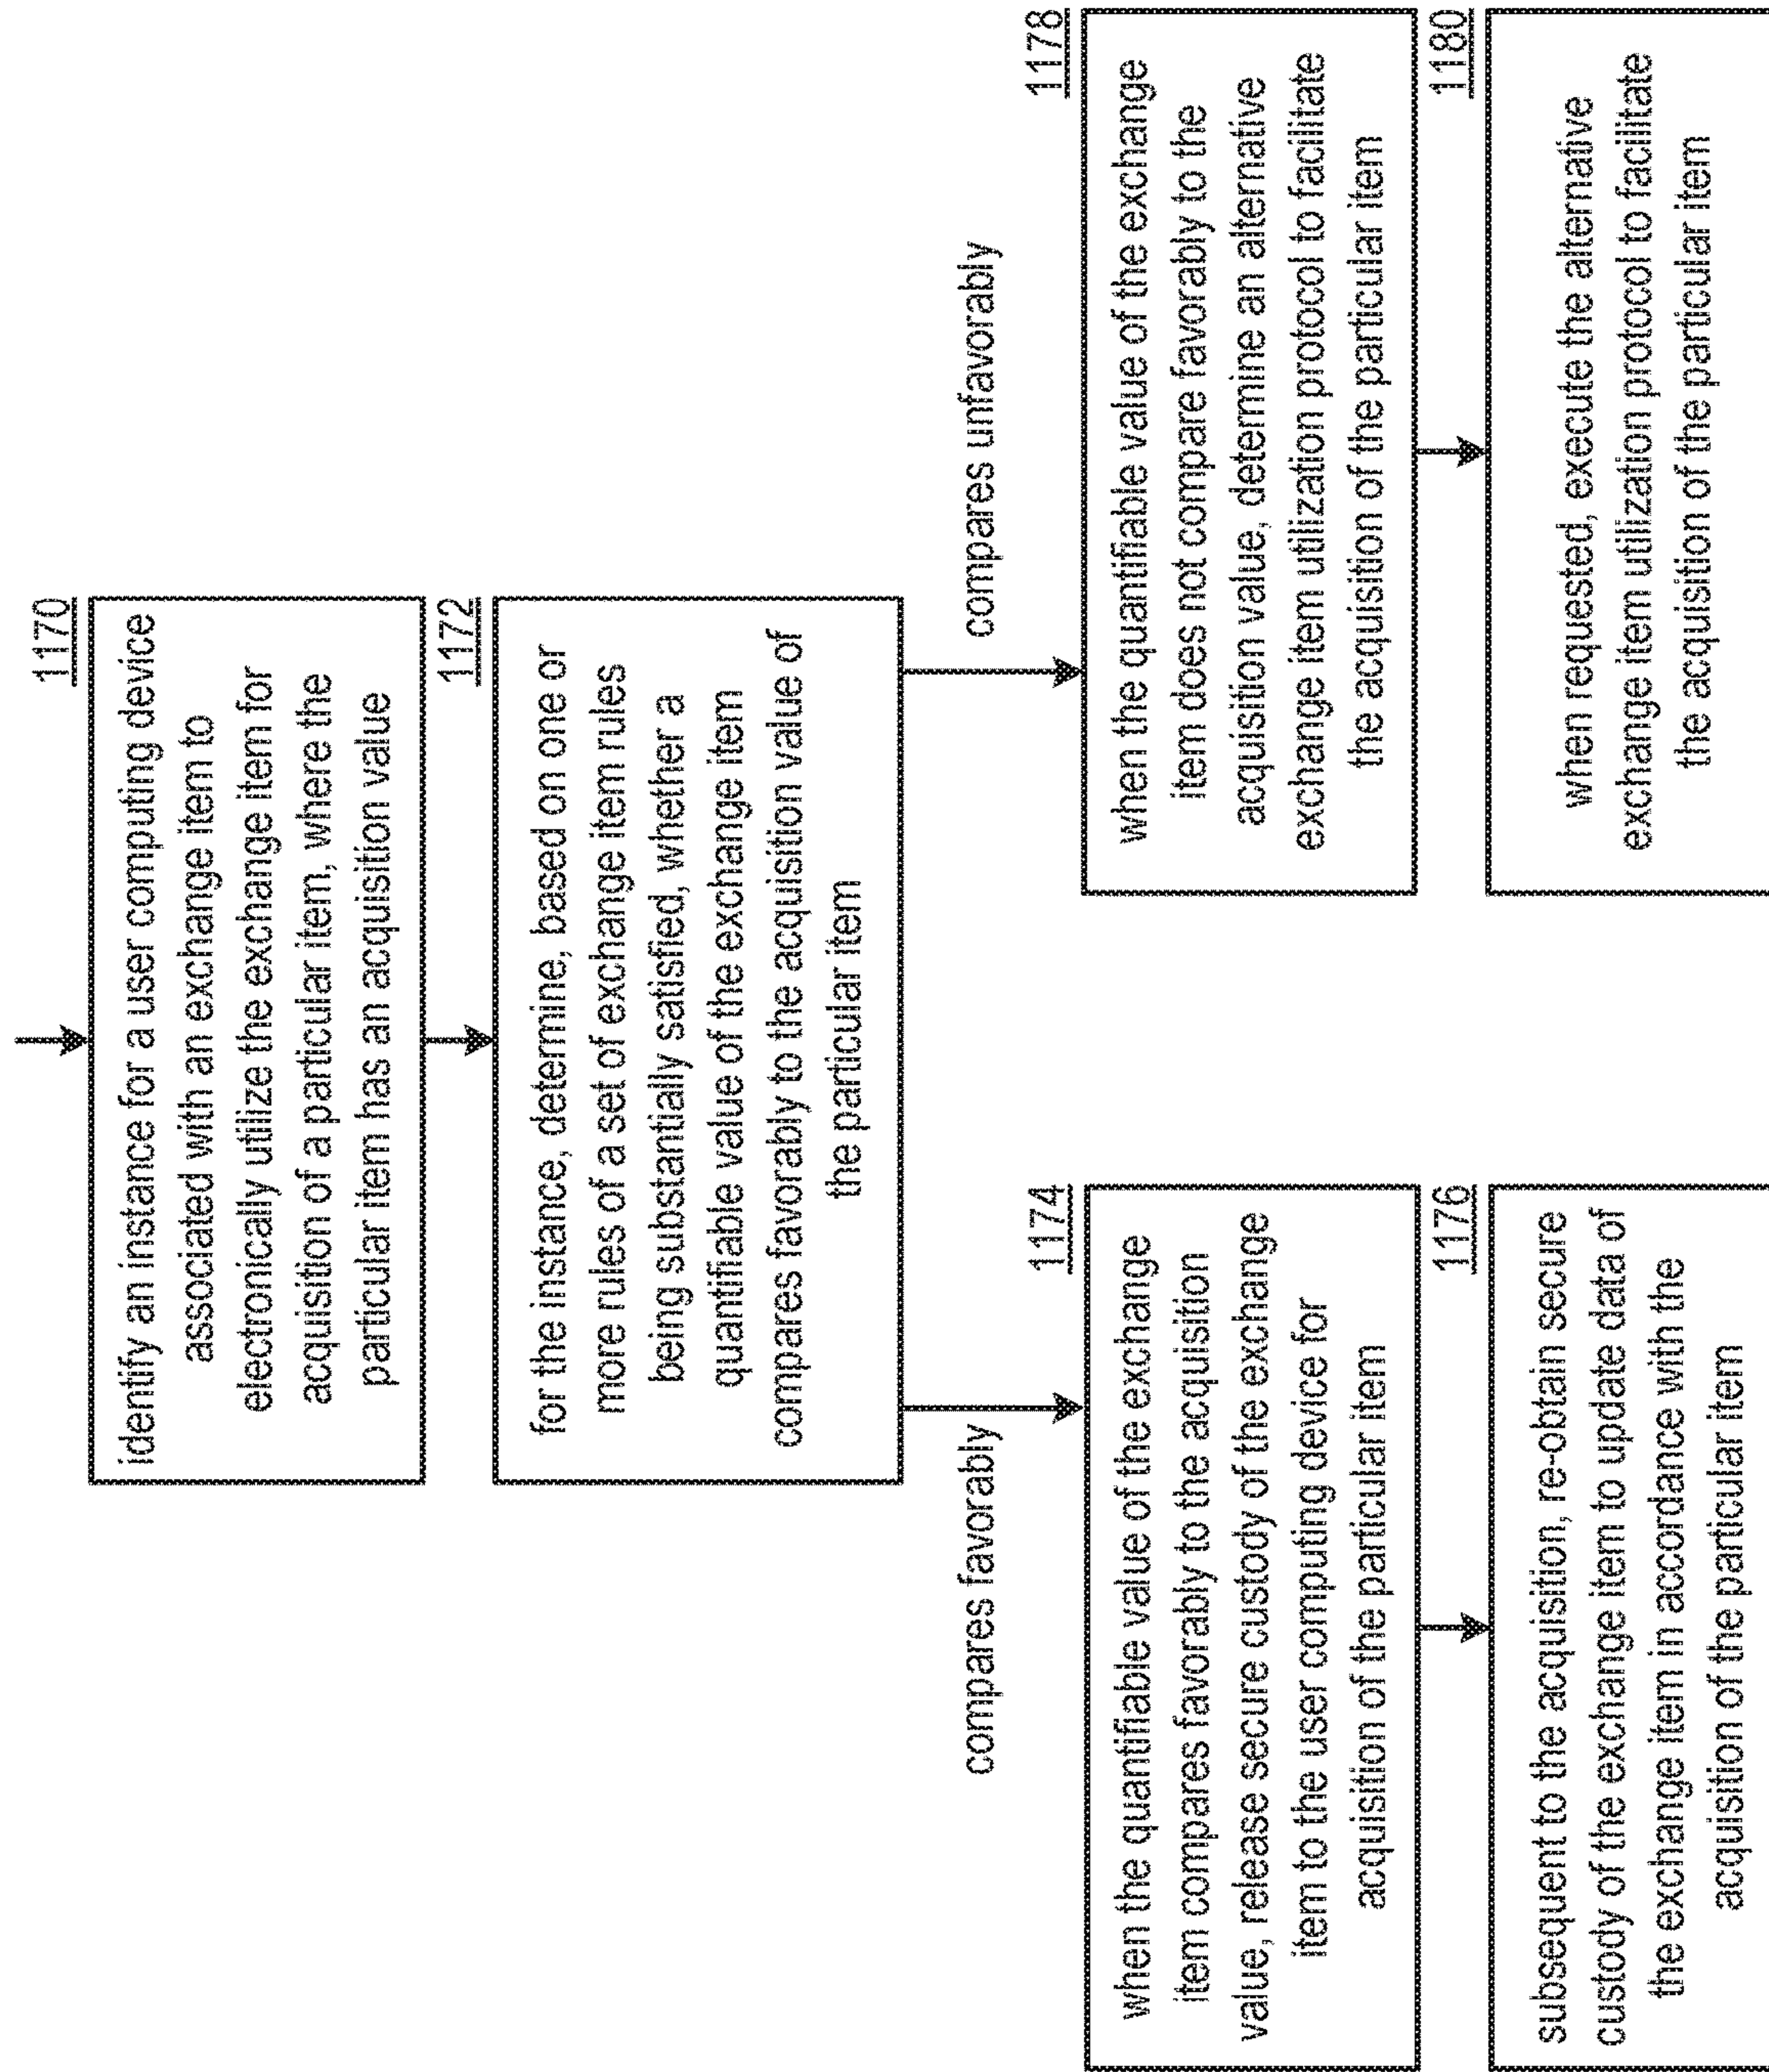 1170
identify an instance for a user computing device
associated with an exchange item to
electronically utilize the exchange item for
acquisition of a particular item, where the
particular item has an acquisition value
1172
for the instance, determine, based on one or
more rules of a set of exchange item rules
being substantially satisfied, whether a
quantifiable value of the exchange item
compares favorably to the acquisition value of
the particular item
compares favorably
compares unfavorably
1174
when the quantifiable value of the exchange
item compares favorably to the acquisition
value, release secure custody of the exchange
item to the user computing device for
acquisition of the particular item
1176
subsequent to the acquisition, re-obtain secure
custody of the exchange item to update data of
the exchange item in accordance with the
acquisition of the particular item
1178
when the quantifiable value of the exchange
item does not compare favorably to the
acquisition value, determine an alternative
exchange item utilization protocol to facilitate
the acquisition of the particular item
1180
when requested, execute the alternative
exchange item utilization protocol to facilitate
the acquisition of the particular item